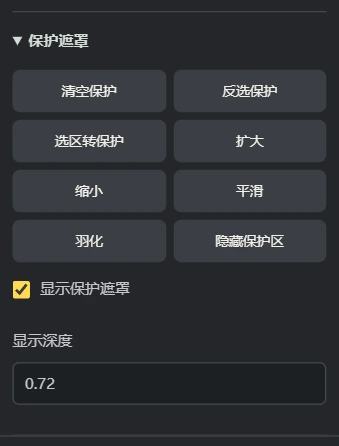 ▼ 保护遮罩
清空保护 反选保护
选区转保护 扩大
缩小 平滑
羽化 隐藏保护区
显示保护遮罩
显示深度
0.72